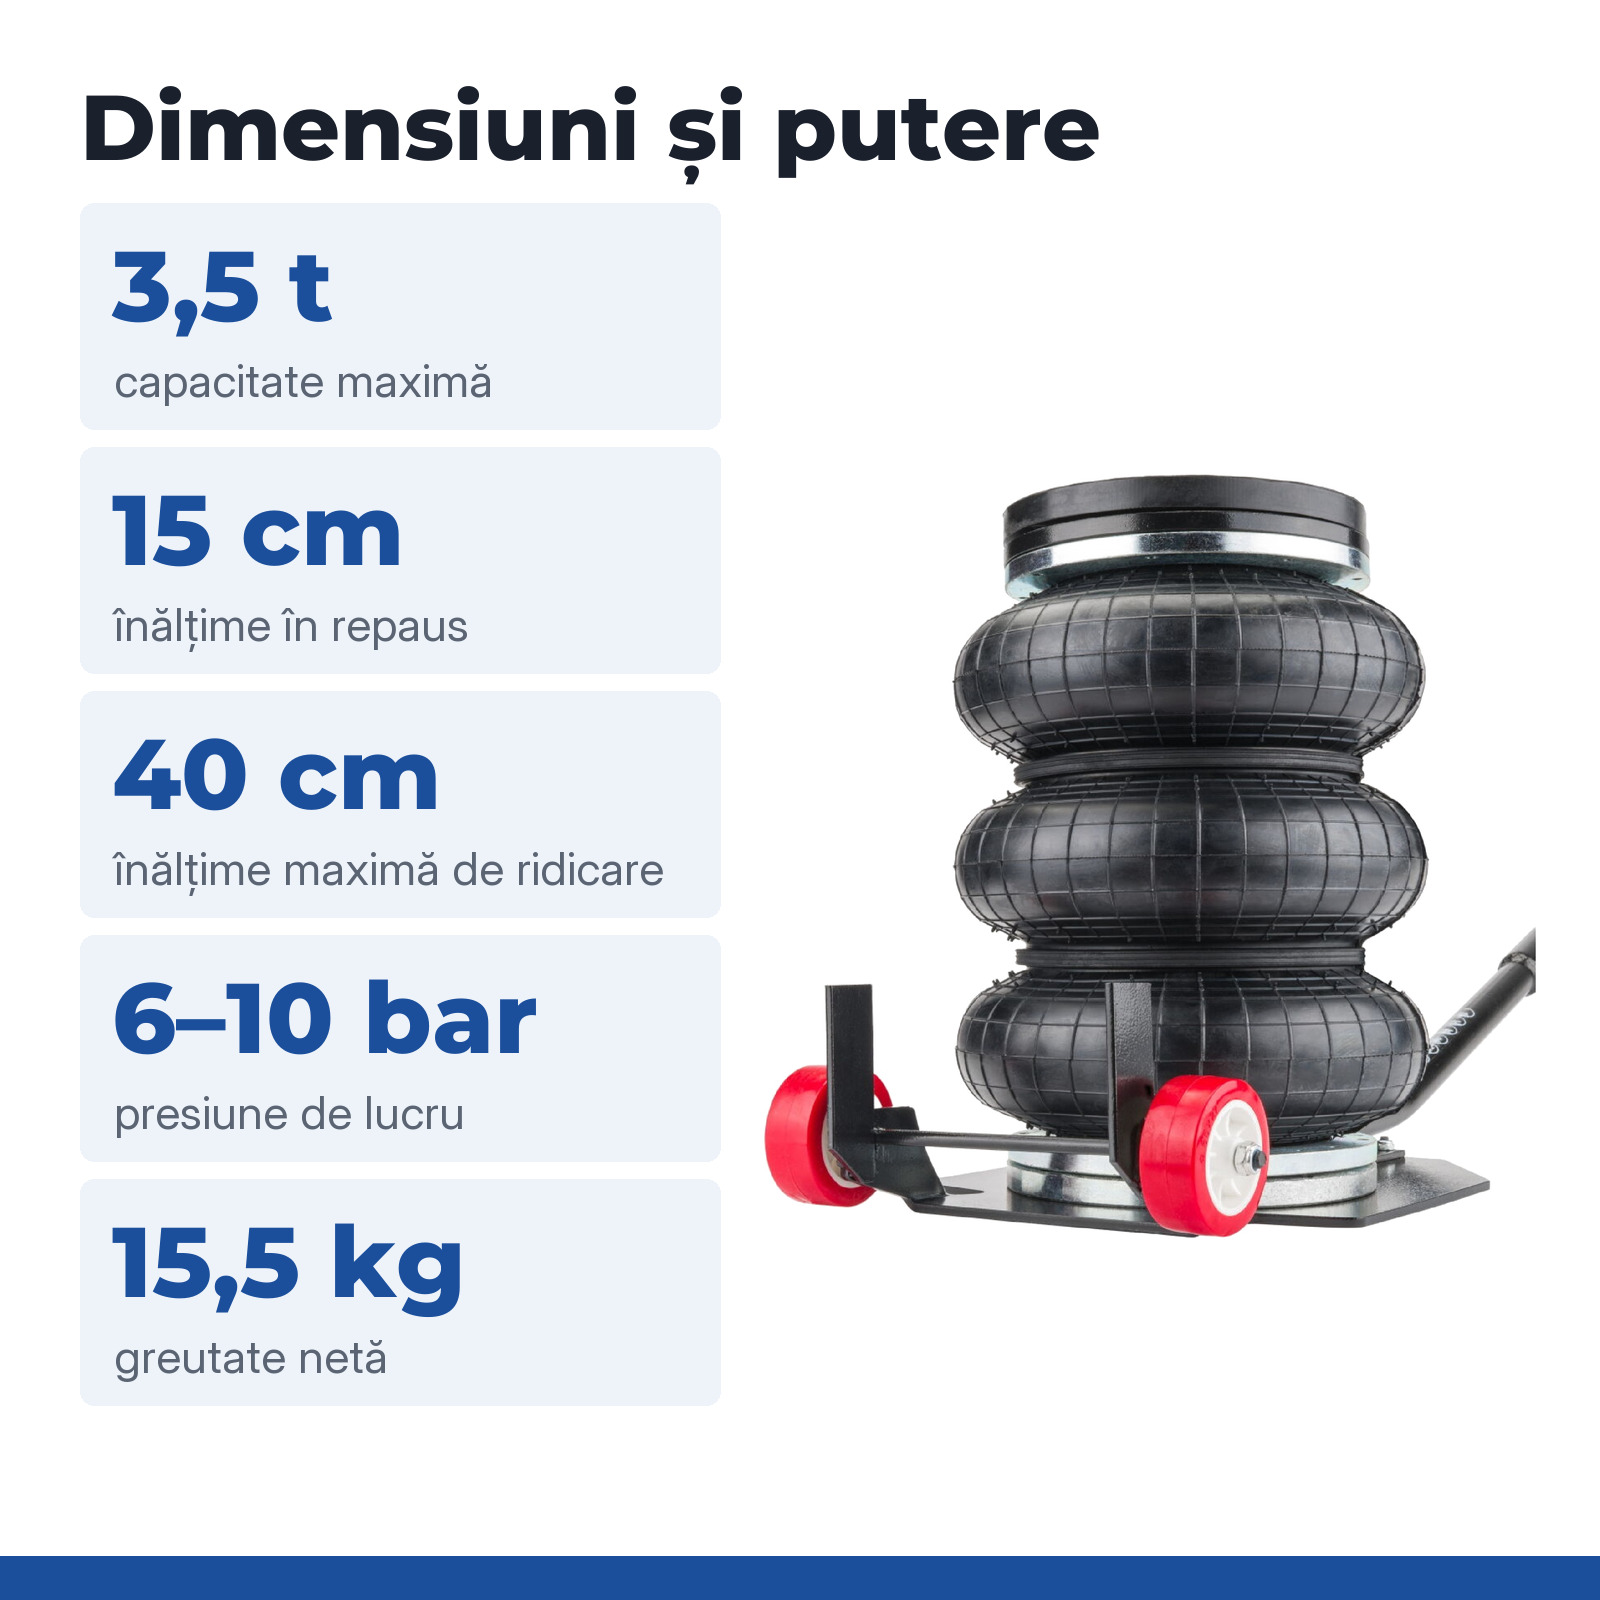 Dimensiuni și putere
3,5 t
capacitate maximă
15 cm
înălțime în repaus
40 cm
înălțime maximă de ridicare
6–10 bar
presiune de lucru
15,5 kg
greutate netă